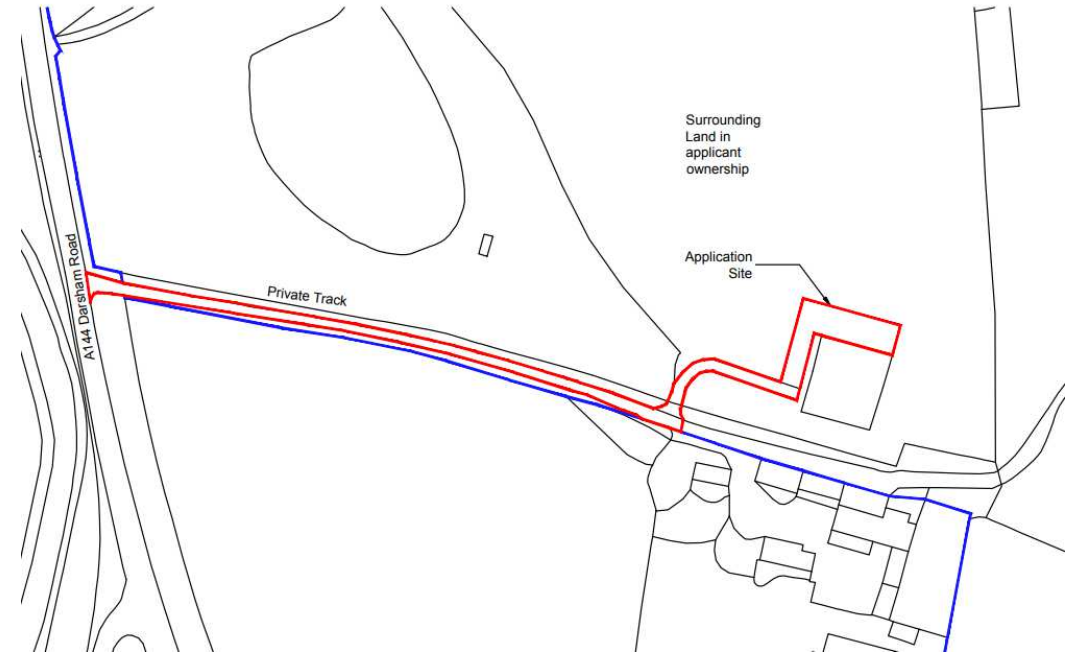 Surrounding
Land in
applicant
ownership
Application
Site
Private Track
A144 Darsham Road